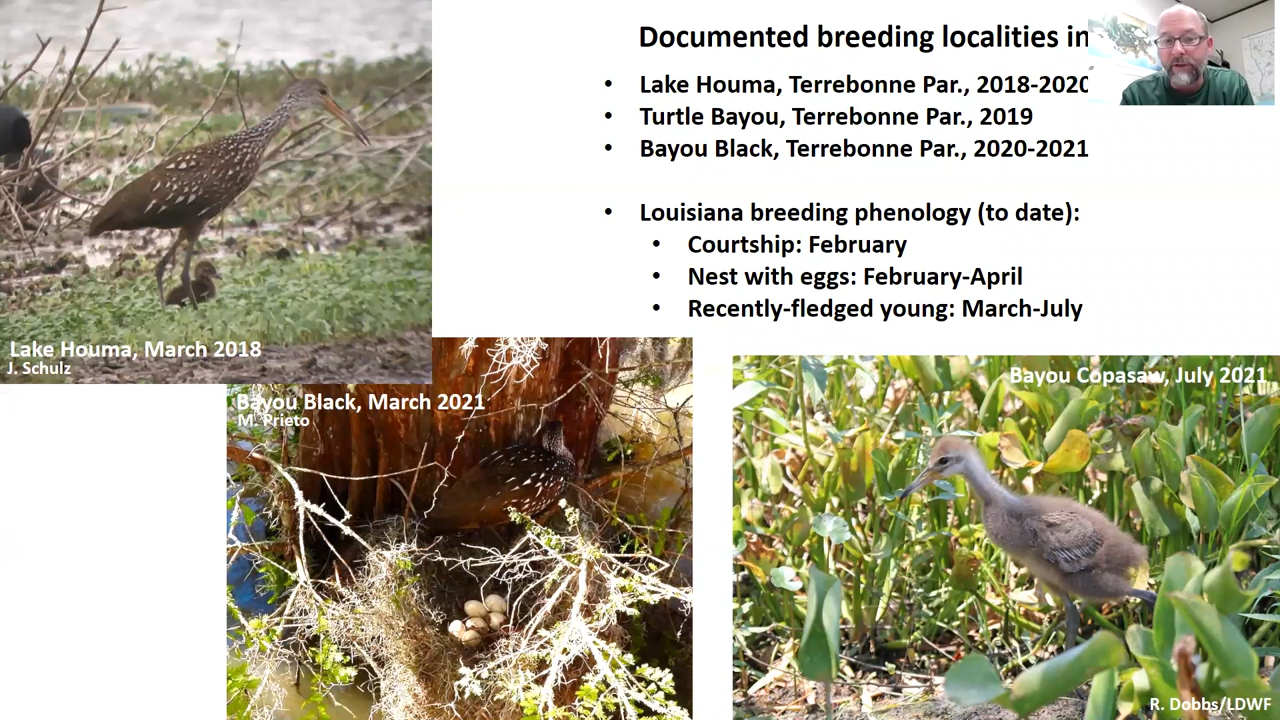 Documented breeding localities in
• Lake Houma, Terrebonne Par., 2018-2020
• Turtle Bayou, Terrebonne Par., 2019
• Bayou Black, Terrebonne Par., 2020-2021
• Louisiana breeding phenology (to date):
• Courtship: February
• Nest with eggs: February-April
• Recently-fledged young: March-July
Lake Houma, March 2018
J. Schulz
Bayou Black, March 2021
M. Prieto
Bayou Copasaw, July 2021
R. Dobbs/LDWF